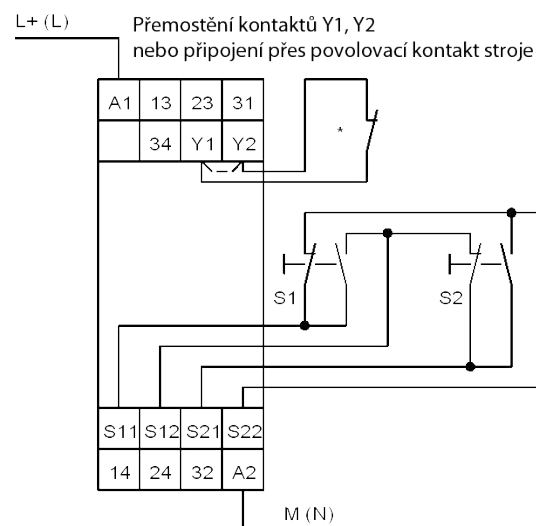 L+ (L)
Přemostění kontaktů Y1, Y2
nebo připojení přes povolovací kontakt stroje
A1 13 23 31
34 Y1 Y2
*
S1 S2
S11 S12 S21 S22
14 24 32 A2
M (N)